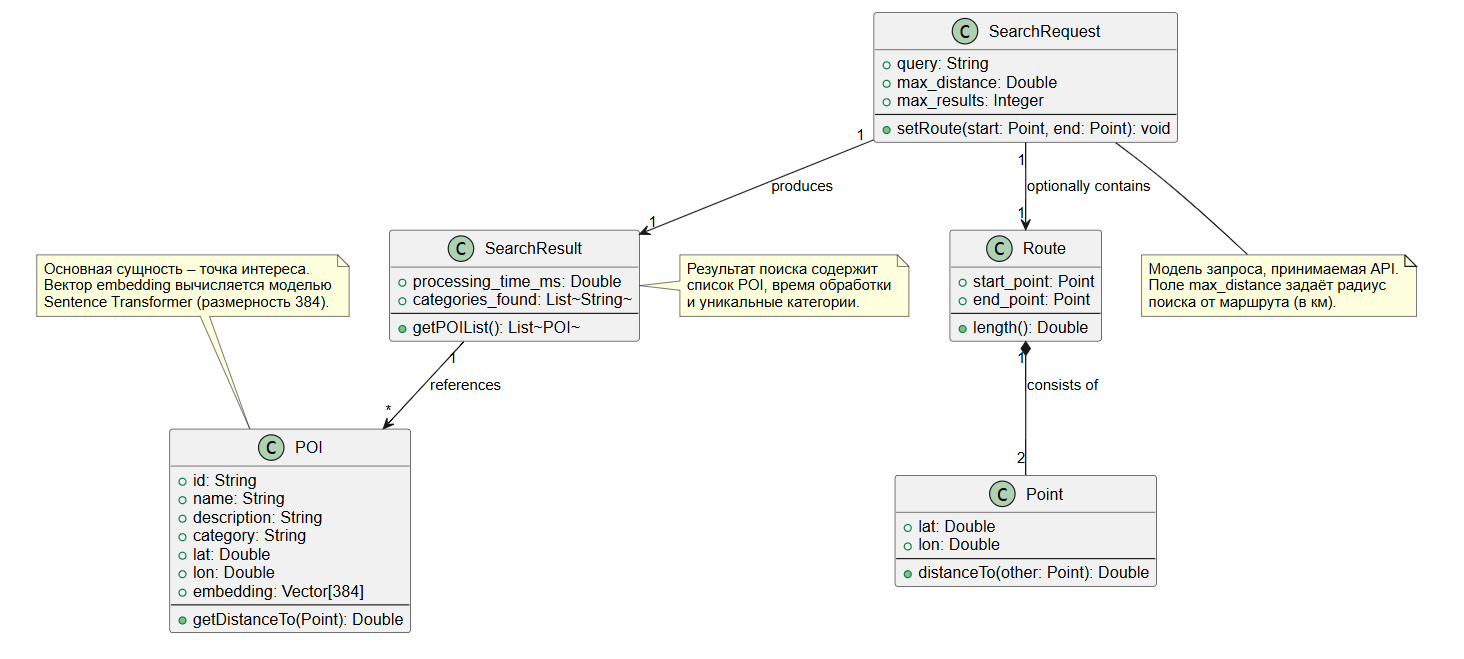 C SearchRequest
query: String
max_distance: Double
max_results: Integer
setRoute(start: Point, end: Point): void
1
1
produces
optionally contains
1
1
C SearchResult
processing_time_ms: Double
categories_found: List~String~
getPOIList(): List~POI~
Результат поиска содержит
список POI, время обработки
и уникальные категории.
C Route
start_point: Point
end_point: Point
length(): Double
Модель запроса, принимаемая API.
Поле max_distance задаёт радиус
поиска от маршрута (в км).
Основная сущность – точка интереса.
Вектор embedding вычисляется моделью
Sentence Transformer (размерность 384).
1
references
*
1
consists of
2
C POI
id: String
name: String
description: String
category: String
lat: Double
lon: Double
embedding: Vector[384]
getDistanceTo(Point): Double
C Point
lat: Double
lon: Double
distanceTo(other: Point): Double